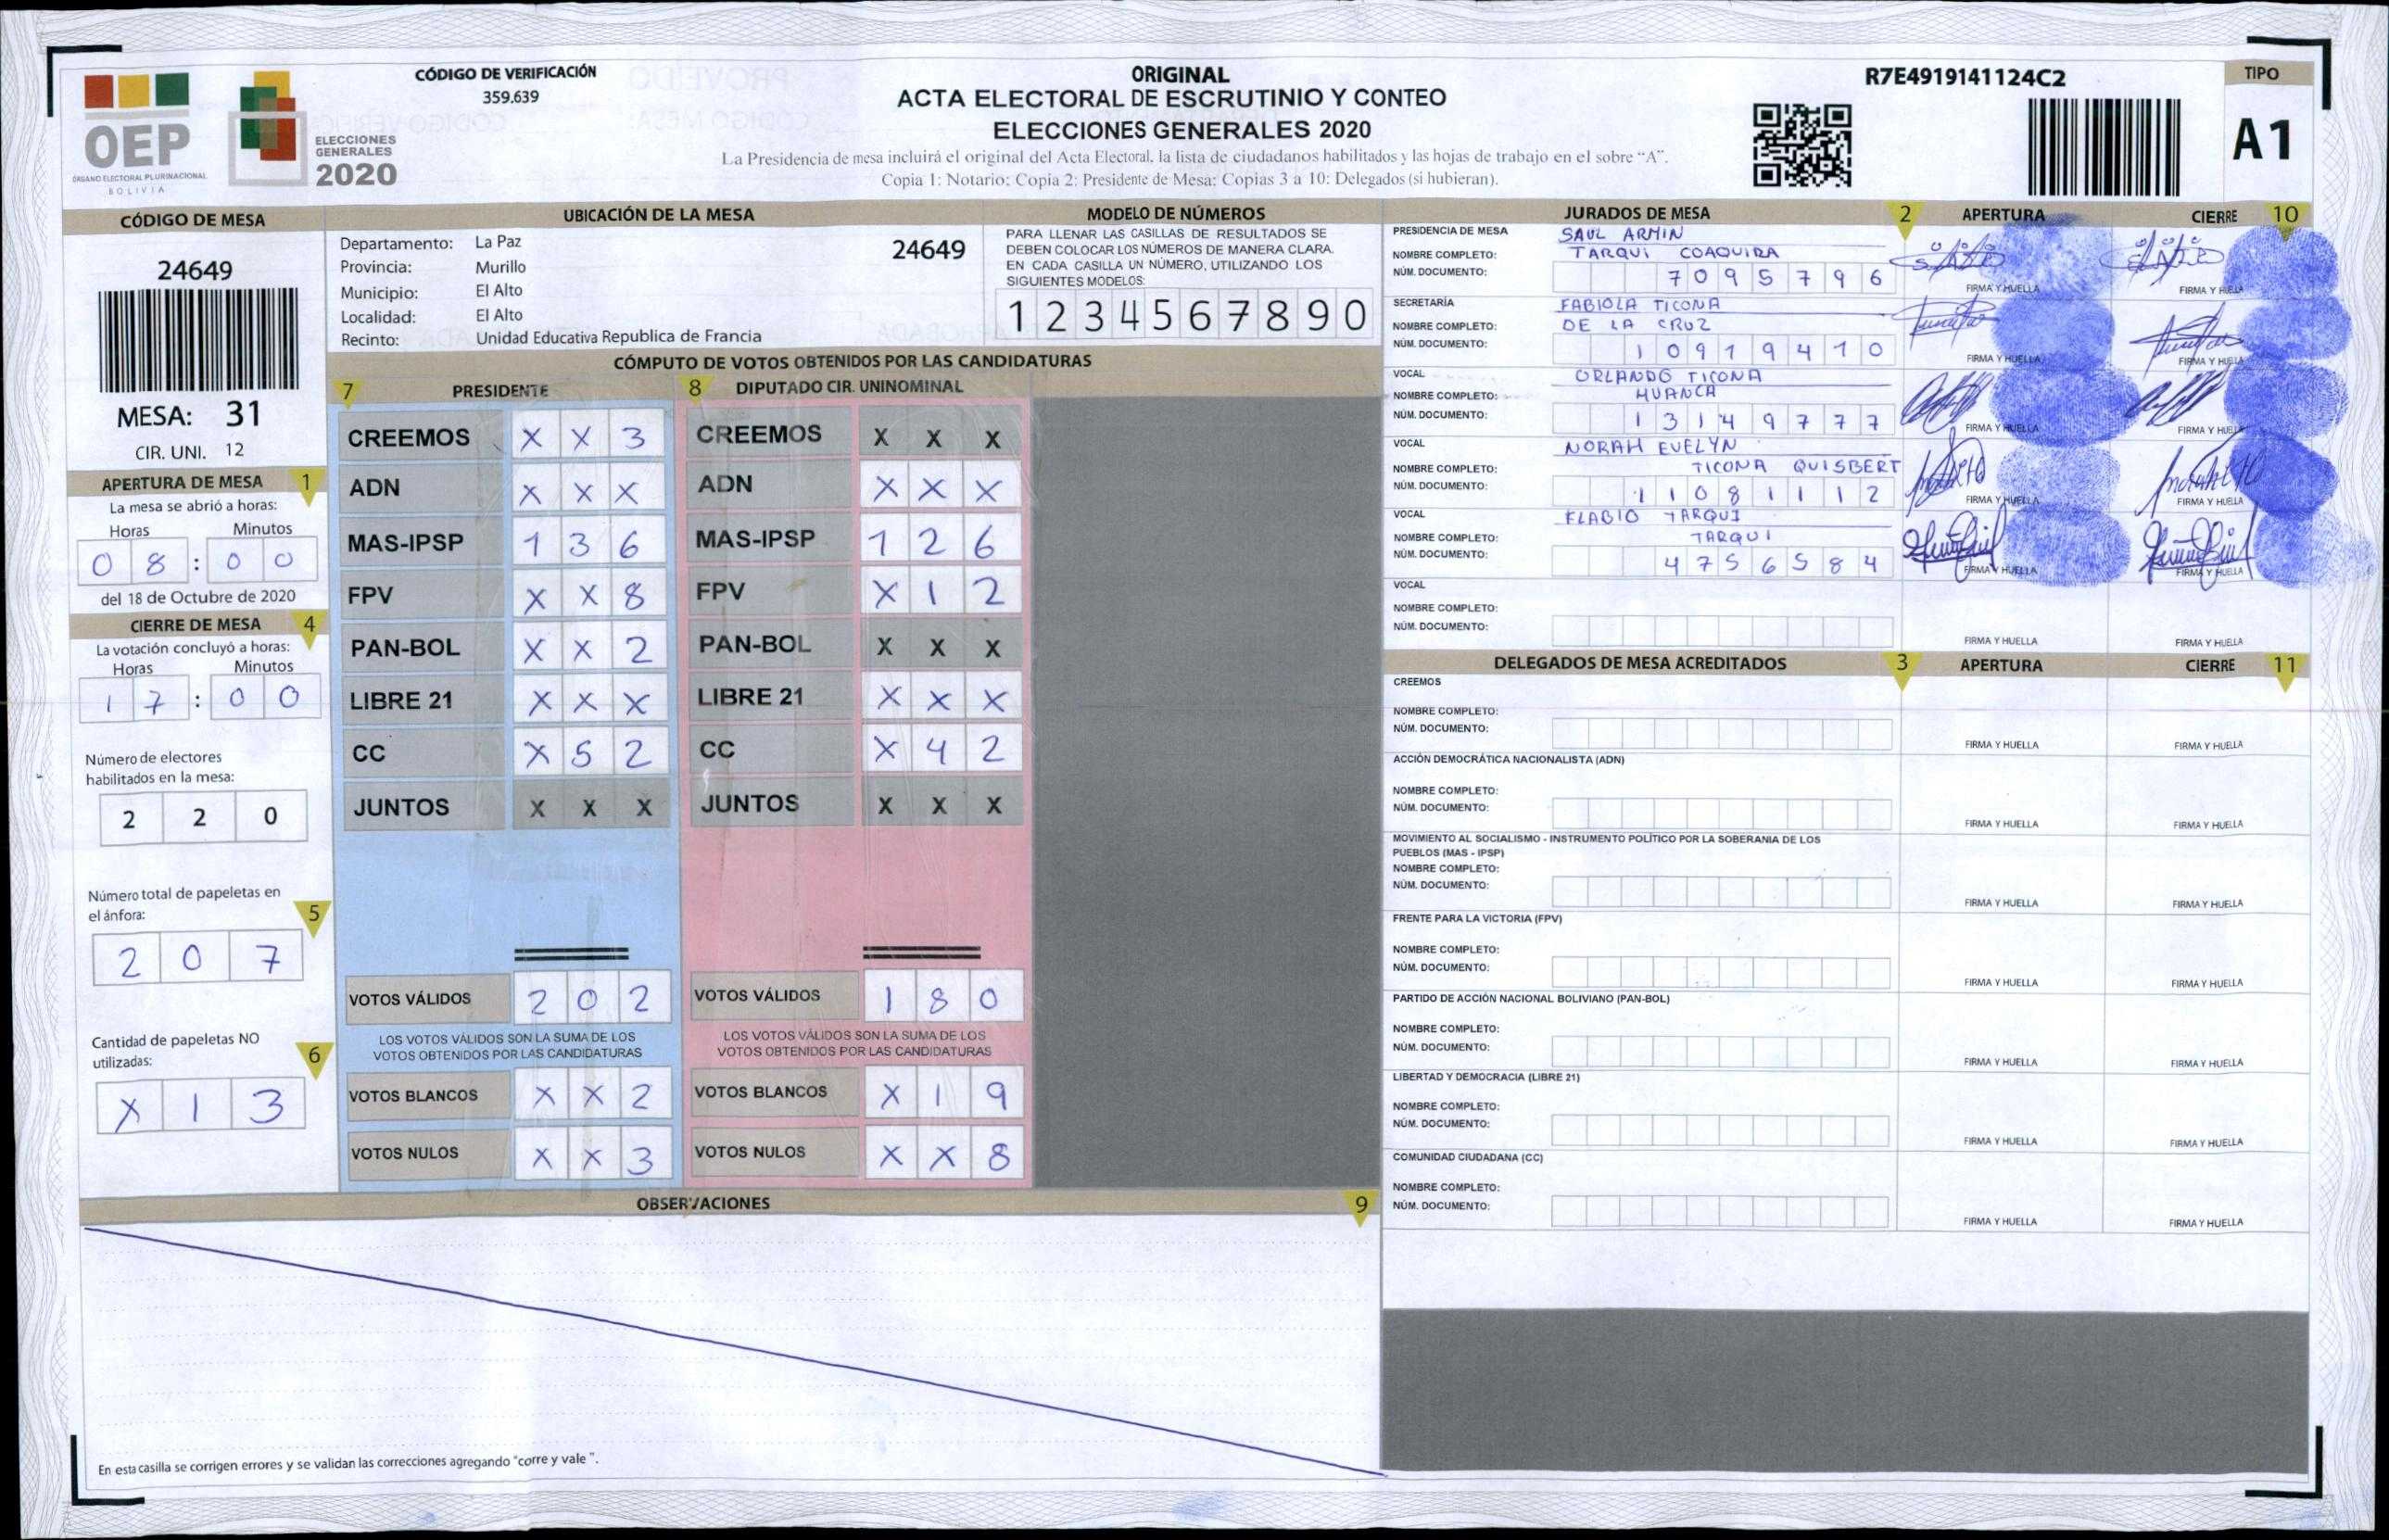 OEP
ÓRGANO ELECTORAL PLURINACIONAL
BOLIVIA
ELECCIONES
GENERALES
2020
CÓDIGO DE VERIFICACIÓN
359.639
ORIGINAL
ACTA ELECTORAL DE ESCRUTINIO Y CONTEO
ELECCIONES GENERALES 2020
La Presidencia de mesa incluirá el original del Acta Electoral, la lista de ciudadanos habilitados y las hojas de trabajo en el sobre “A”.
Copia 1: Notario; Copia 2: Presidente de Mesa; Copias 3 a 10: Delegados (si hubieran).
R7E4919141124C2
TIPO
A1
CÓDIGO DE MESA
24649
MESA: 31
CIR. UNI. 12
APERTURA DE MESA 1
La mesa se abrió a horas:
Horas Minutos
0 8 : 0 0
del 18 de Octubre de 2020
CIERRE DE MESA 4
La votación concluyó a horas:
Horas Minutos
1 7 : 0 0
Número de electores
habilitados en la mesa:
2 2 0
Número total de papeletas en
el ánfora: 5
2 0 7
Cantidad de papeletas NO
utilizadas: 6
X 1 3
UBICACIÓN DE LA MESA
Departamento: La Paz 24649
Provincia: Murillo
Municipio: El Alto
Localidad: El Alto
Recinto: Unidad Educativa Republica de Francia
MODELO DE NÚMEROS
PARA LLENAR LAS CASILLAS DE RESULTADOS SE
DEBEN COLOCAR LOS NÚMEROS DE MANERA CLARA.
EN CADA CASILLA UN NÚMERO, UTILIZANDO LOS
SIGUIENTES MODELOS:
1 2 3 4 5 6 7 8 9 0
CÓMPUTO DE VOTOS OBTENIDOS POR LAS CANDIDATURAS
7 PRESIDENTE
CREEMOS X X 3
ADN X X X
MAS-IPSP 1 3 6
FPV X X 8
PAN-BOL X X 2
LIBRE 21 X X X
CC X 5 2
JUNTOS X X X
VOTOS VÁLIDOS 2 0 2
LOS VOTOS VÁLIDOS SON LA SUMA DE LOS
VOTOS OBTENIDOS POR LAS CANDIDATURAS
VOTOS BLANCOS X X 2
VOTOS NULOS X X 3
8 DIPUTADO CIR. UNINOMINAL
CREEMOS X X X
ADN X X X
MAS-IPSP 1 2 6
FPV X 1 2
PAN-BOL X X X
LIBRE 21 X X X
CC X 4 2
JUNTOS X X X
VOTOS VÁLIDOS 1 8 0
LOS VOTOS VÁLIDOS SON LA SUMA DE LOS
VOTOS OBTENIDOS POR LAS CANDIDATURAS
VOTOS BLANCOS X 1 9
VOTOS NULOS X X 8
OBSERVACIONES 9
En esta casilla se corrigen errores y se validan las correcciones agregando "corre y vale ".
JURADOS DE MESA 2 APERTURA CIERRE 10
PRESIDENCIA DE MESA SAUL ARMIN
NOMBRE COMPLETO: TARQUI COAQUIRA
NÚM. DOCUMENTO: 7 0 9 5 7 9 6
FIRMA Y HUELLA FIRMA Y HUELLA
SECRETARÍA FABIOLA TICONA
NOMBRE COMPLETO: DE LA CRUZ
NÚM. DOCUMENTO: 1 0 9 1 9 4 1 0
FIRMA Y HUELLA FIRMA Y HUELLA
VOCAL ORLANDO TICONA
NOMBRE COMPLETO: HUANCA
NÚM. DOCUMENTO: 1 3 1 4 9 7 7 7
FIRMA Y HUELLA FIRMA Y HUELLA
VOCAL NORAH EVELYN
NOMBRE COMPLETO: TICONA QUISBERT
NÚM. DOCUMENTO: 1 1 0 8 1 1 1 2
FIRMA Y HUELLA FIRMA Y HUELLA
VOCAL FLABIO TARQUI
NOMBRE COMPLETO: TARQUI
NÚM. DOCUMENTO: 4 7 5 6 5 8 4
FIRMA Y HUELLA FIRMA Y HUELLA
VOCAL
NOMBRE COMPLETO:
NÚM. DOCUMENTO:
FIRMA Y HUELLA FIRMA Y HUELLA
DELEGADOS DE MESA ACREDITADOS 3 APERTURA CIERRE 11
CREEMOS
NOMBRE COMPLETO:
NÚM. DOCUMENTO:
FIRMA Y HUELLA FIRMA Y HUELLA
ACCIÓN DEMOCRÁTICA NACIONALISTA (ADN)
NOMBRE COMPLETO:
NÚM. DOCUMENTO:
FIRMA Y HUELLA FIRMA Y HUELLA
MOVIMIENTO AL SOCIALISMO - INSTRUMENTO POLÍTICO POR LA SOBERANIA DE LOS
PUEBLOS (MAS - IPSP)
NOMBRE COMPLETO:
NÚM. DOCUMENTO:
FIRMA Y HUELLA FIRMA Y HUELLA
FRENTE PARA LA VICTORIA (FPV)
NOMBRE COMPLETO:
NÚM. DOCUMENTO:
FIRMA Y HUELLA FIRMA Y HUELLA
PARTIDO DE ACCIÓN NACIONAL BOLIVIANO (PAN-BOL)
NOMBRE COMPLETO:
NÚM. DOCUMENTO:
FIRMA Y HUELLA FIRMA Y HUELLA
LIBERTAD Y DEMOCRACIA (LIBRE 21)
NOMBRE COMPLETO:
NÚM. DOCUMENTO:
FIRMA Y HUELLA FIRMA Y HUELLA
COMUNIDAD CIUDADANA (CC)
NOMBRE COMPLETO:
NÚM. DOCUMENTO:
FIRMA Y HUELLA FIRMA Y HUELLA